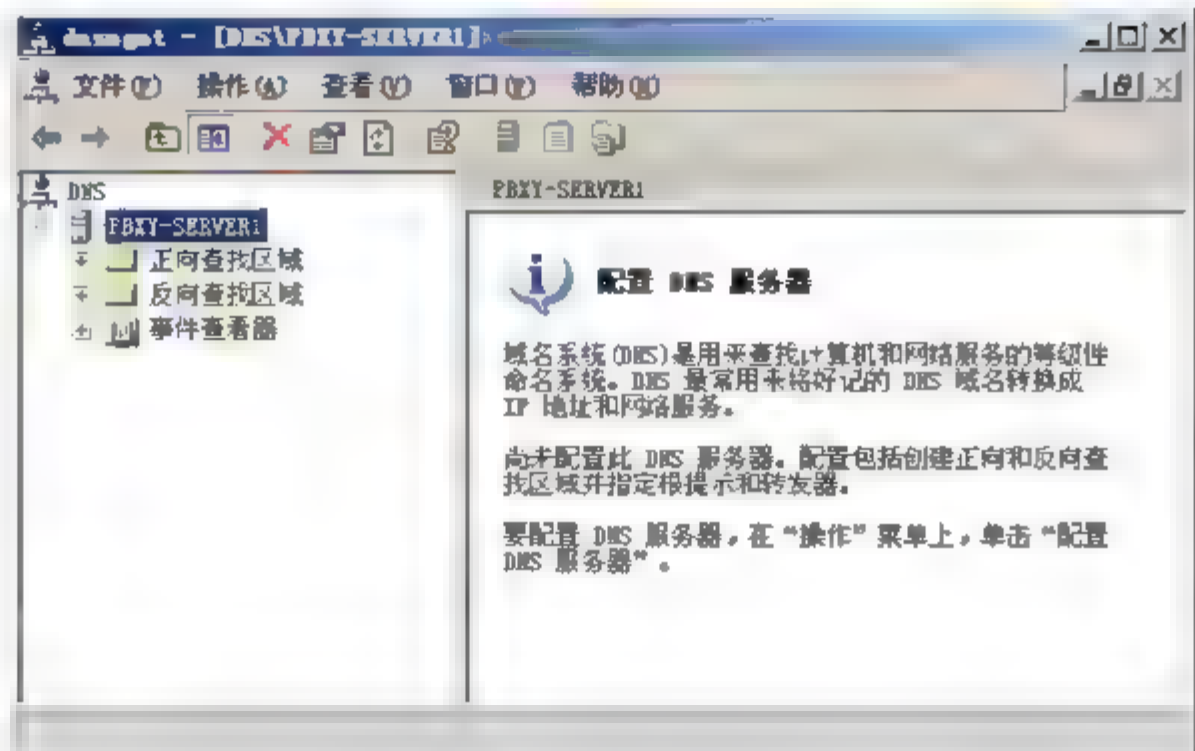 dnsmgmt - [DNS\PBXY-SERVER1]
文件(F) 操作(A) 查看(V) 窗口(W) 帮助(H)
DNS
PBXY-SERVER1
正向查找区域
反向查找区域
事件查看器
PBXY-SERVER1
配置 DNS 服务器
域名系统(DNS)是用来查找计算机和网络服务的等级性
命名系统。DNS 最常用来将好记的 DNS 域名转换成
IP 地址和网络服务。
尚未配置此 DNS 服务器。配置包括创建正向和反向查
找区域并指定根提示和转发器。
要配置 DNS 服务器，在“操作”菜单上，单击“配置
DNS 服务器”。